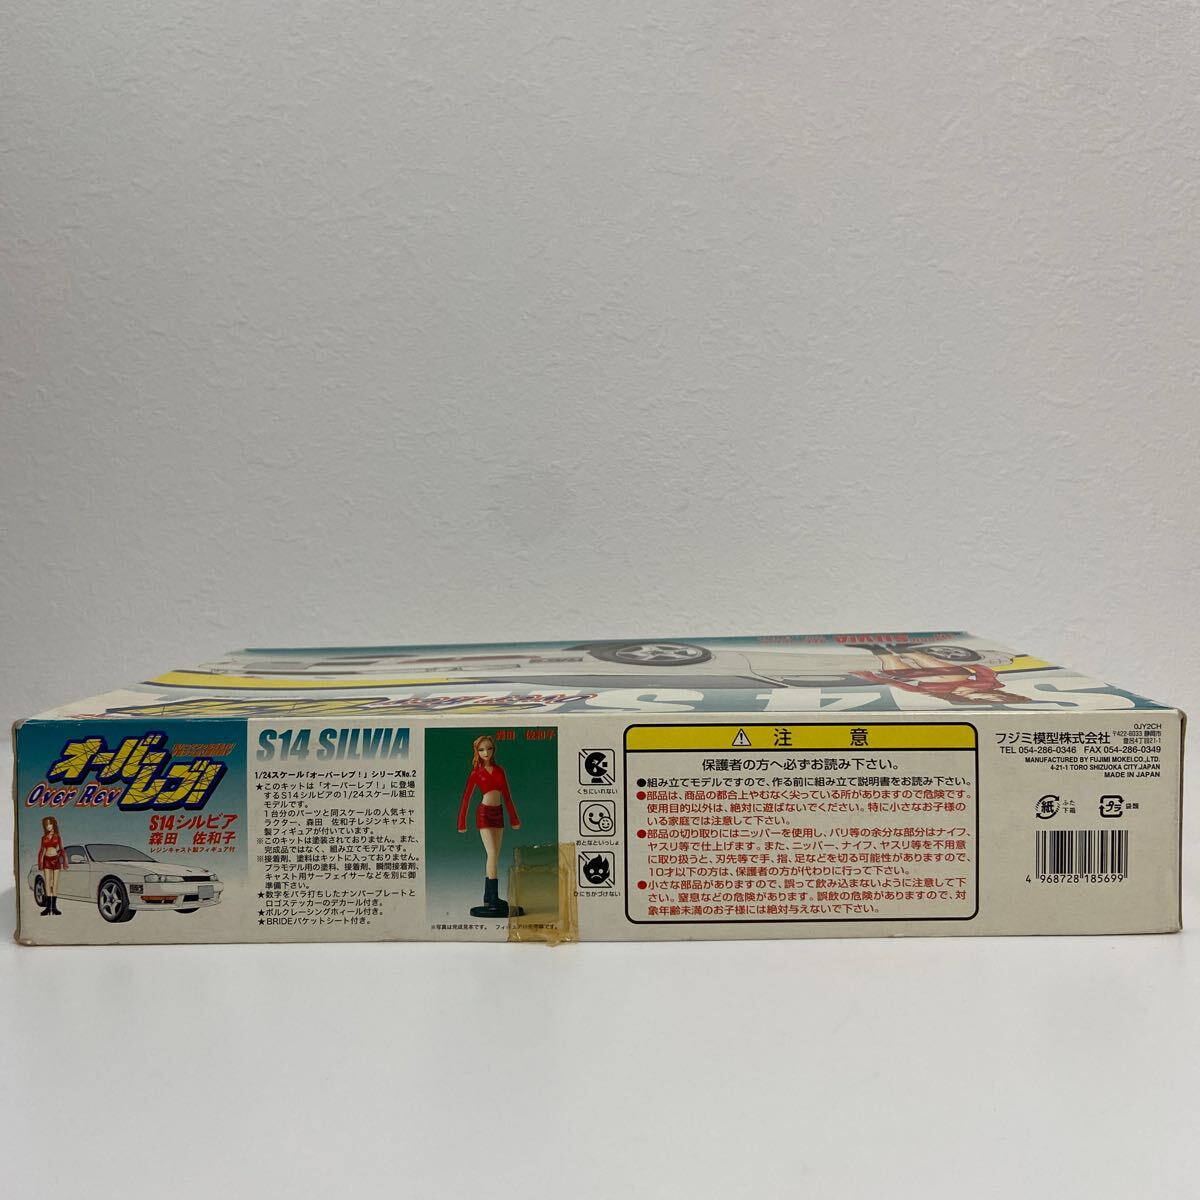 S14 S
SILVIA
Over Rev
オーバーレブ!
Over Rev
S14シルビア
森田 佐和子
レジンキャスト製フィギュア付
S14 SILVIA
1/24スケール「オーバーレブ!」シリーズNo.2
★このキットは「オーバーレブ!」に登場
するS14シルビアの1/24スケール組立
モデルです。
1台分のパーツと同スケールの人気キャ
ラクター、森田 佐和子レジンキャスト
製フィギュアが付いています。
※このキットは塗装されておりません。また、
完成品ではなく、組み立てモデルです。
※接着剤、塗料はキットに入っておりません。
プラモデル用の塗料、接着剤、瞬間接着剤、
キャスト用サーフェイサーなどを別に御
準備下さい。
★数字をバラ打ちしたナンバープレートと
ロゴステッカーのデカール付き。
★ボルクレーシングホィール付き。
★BRIDEバケットシート付き。
森田 佐和子
※写真は完成見本です。
くちにいれない
おとなといっしょ
ひにちかづけない
⚠ 注意
保護者の方へ必ずお読み下さい。
●組み立てモデルですので、作る前に組み立て説明書をお読み下さい。
●部品は、商品の都合上やむなく尖っている所がありますので危険です。
使用目的以外は、絶対に遊ばないでください。特に小さなお子様の
いる家庭では注意して下さい。
●部品の切り取りにはニッパーを使用し、バリ等の余分な部分はナイフ、
ヤスリ等で仕上げます。また、ニッパー、ナイフ、ヤスリ等を不用意
に取り扱うと、刃先等で手、指、足などを切る可能性がありますので、
10才以下の方は、保護者の方が代わりに行って下さい。
●小さな部品がありますので、誤って飲み込まないように注意して下
さい。窒息などの危険があります。誤飲の危険がありますので、対
象年齢未満のお子様には絶対与えないで下さい。
0JY2CH
フジミ模型株式会社
〒422-8033 静岡市
登呂4丁目21-1
TEL 054-286-0346 FAX 054-286-0349
MANUFACTURED BY FUJIMI MOKEI.CO.,LTD.
4-21-1 TORO SHIZUOKA CITY.JAPAN
MADE IN JAPAN
紙
ふた
下箱
プラ
袋類
4 968728 185699